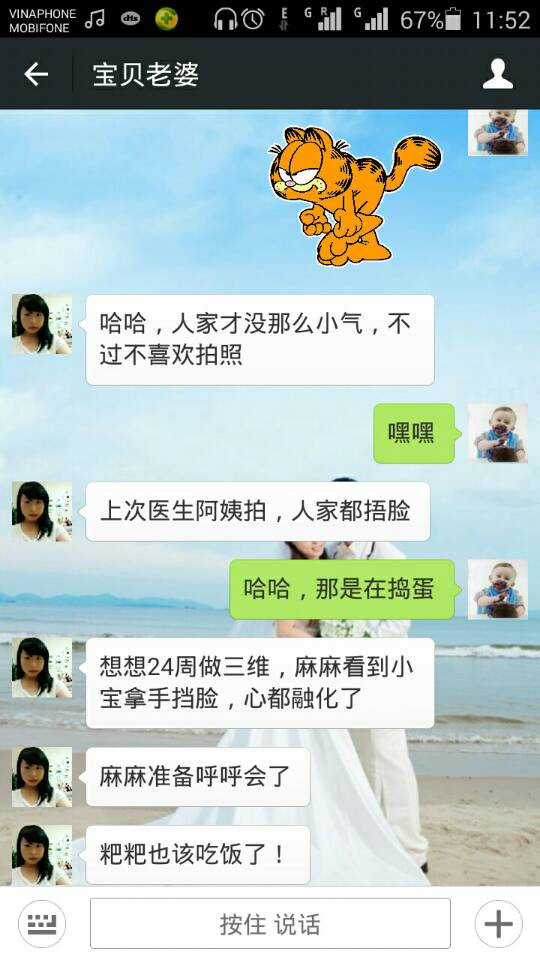 VINAPHONE
MOBIFONE
dts
E
G
R
G
67%
11:52
宝贝老婆
哈哈，人家才没那么小气，不
过不喜欢拍照
嘿嘿
上次医生阿姨拍，人家都捂脸
哈哈，那是在捣蛋
想想24周做三维，麻麻看到小
宝拿手挡脸，心都融化了
麻麻准备呼呼会了
粑粑也该吃饭了！
按住 说话